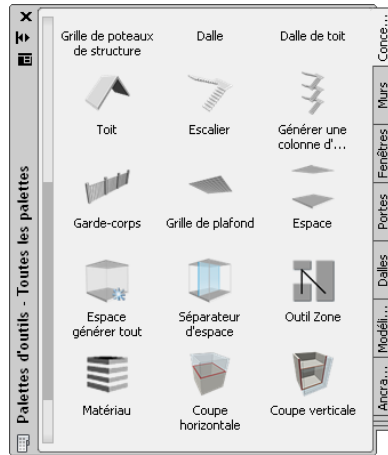 Grille de poteaux
de structure
Dalle
Dalle de toit
Toit
Escalier
Générer une
colonne d'...
Garde-corps
Grille de plafond
Espace
Espace
générer tout
Séparateur
d'espace
Outil Zone
Matériau
Coupe
horizontale
Coupe verticale
Palettes d'outils - Toutes les palettes
Conce...
Murs
Fenêtres
Portes
Dalles
Modéli...
Ancra...